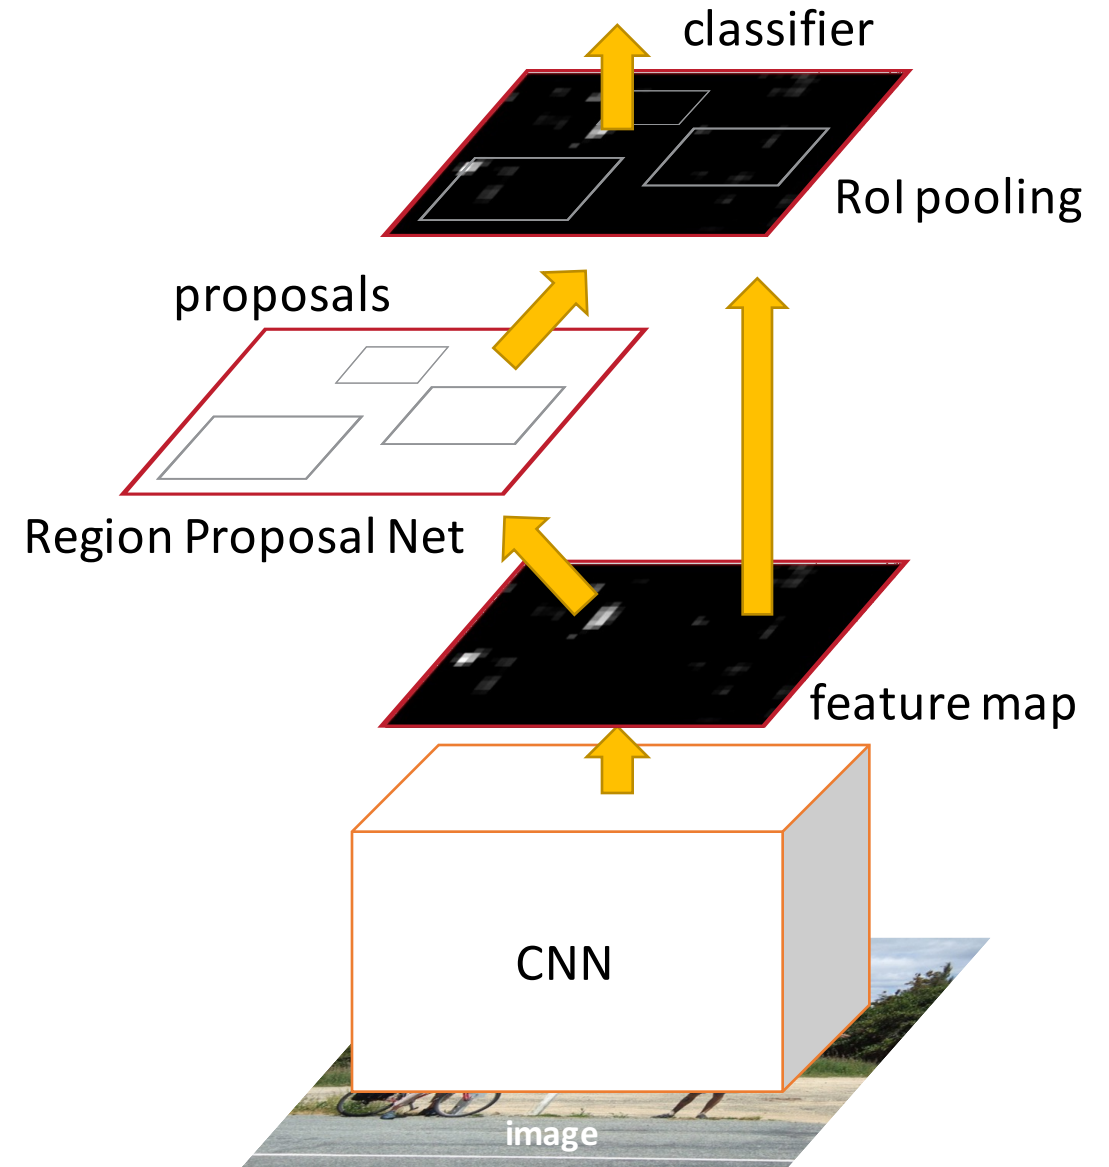 classifier
RoI pooling
proposals
Region Proposal Net
feature map
CNN
image